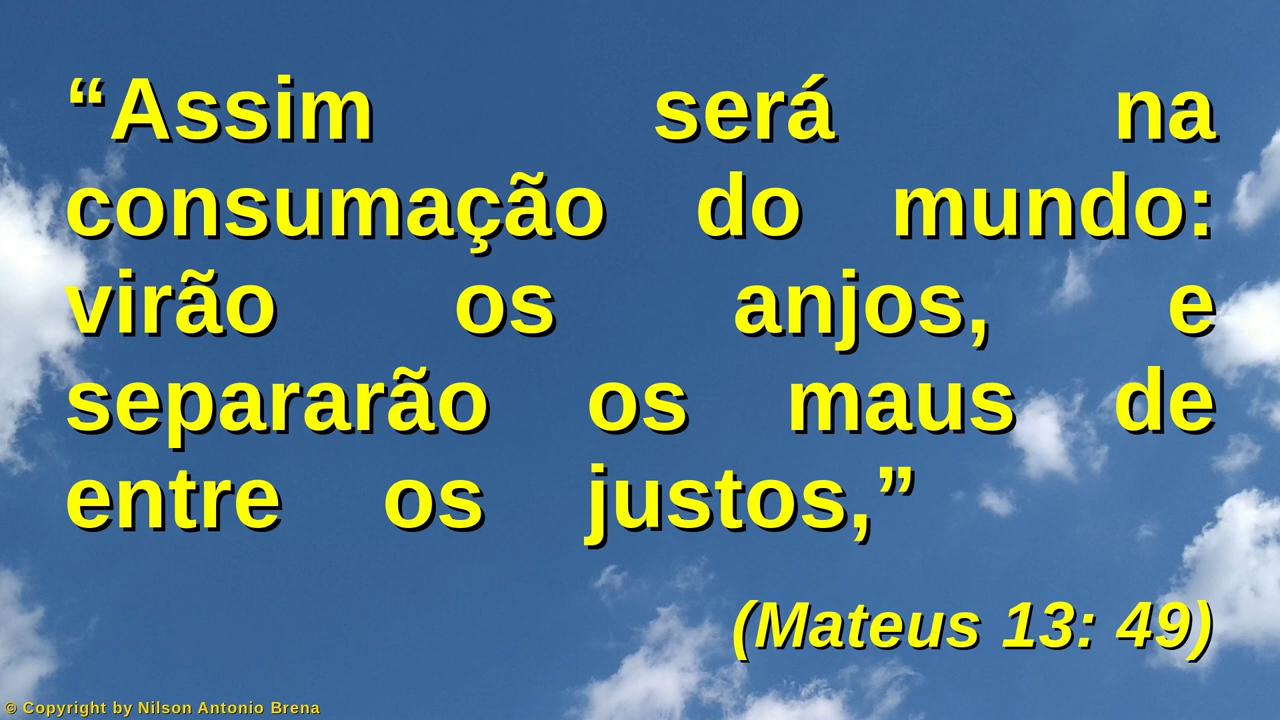 “Assim será na
consumação do mundo:
virão os anjos, e
separarão os maus de
entre os justos,”
(Mateus 13: 49)
© Copyright by Nilson Antonio Brena